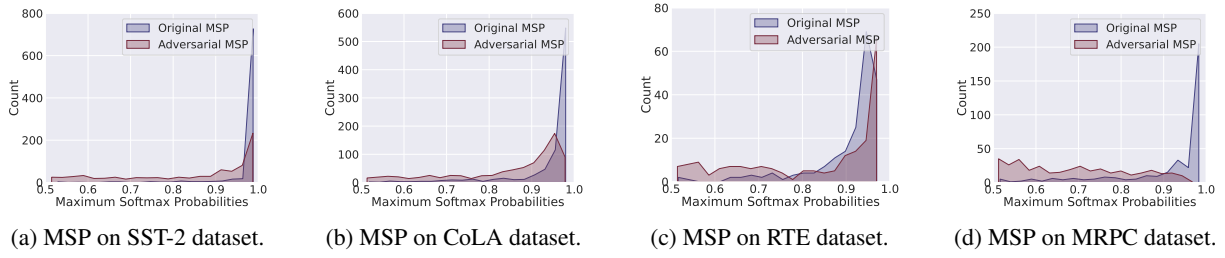 800
600
400
200
0
Count
0.5 0.6 0.7 0.8 0.9 1.0
Maximum Softmax Probabilities
Original MSP
Adversarial MSP
(a) MSP on SST-2 dataset.
600
500
400
300
200
100
0
Count
0.5 0.6 0.7 0.8 0.9 1.0
Maximum Softmax Probabilities
Original MSP
Adversarial MSP
(b) MSP on CoLA dataset.
80
60
40
20
0
Count
0.5 0.6 0.7 0.8 0.9 1.0
Maximum Softmax Probabilities
Original MSP
Adversarial MSP
(c) MSP on RTE dataset.
250
200
150
100
50
0
Count
0.5 0.6 0.7 0.8 0.9 1.0
Maximum Softmax Probabilities
Original MSP
Adversarial MSP
(d) MSP on MRPC dataset.